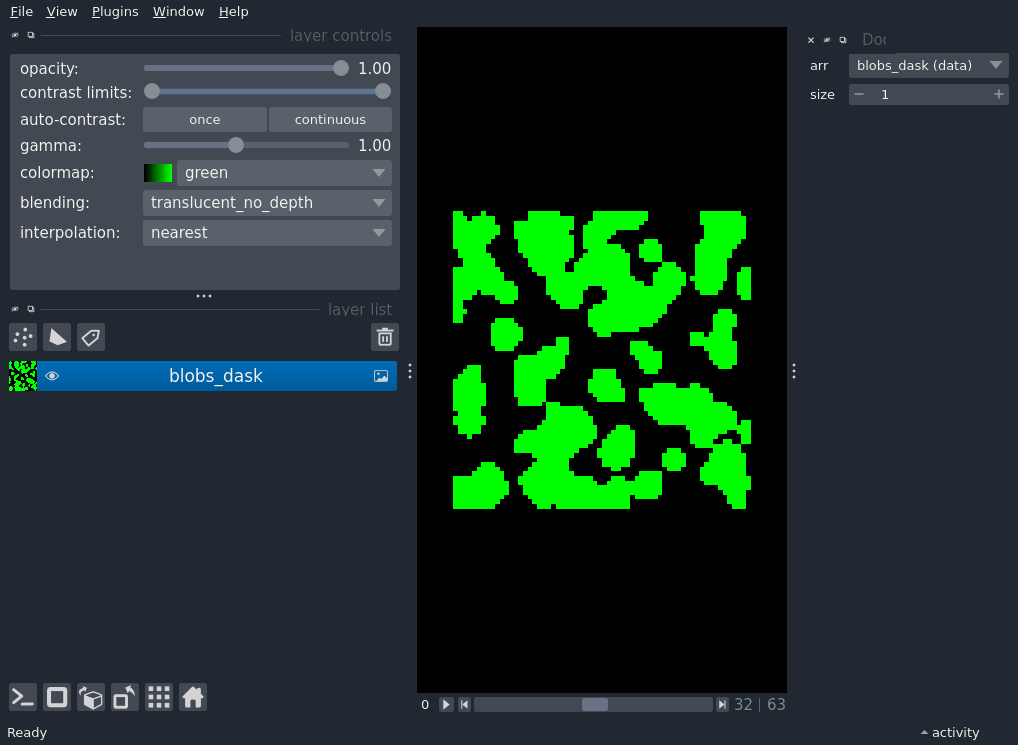 File View Plugins Window Help
layer controls
opacity: 1.00
contrast limits:
auto-contrast: once continuous
gamma: 1.00
colormap: green
blending: translucent_no_depth
interpolation: nearest
layer list
blobs_dask
0 32 | 63
Ready
arr blobs_dask (data)
size 1
activity